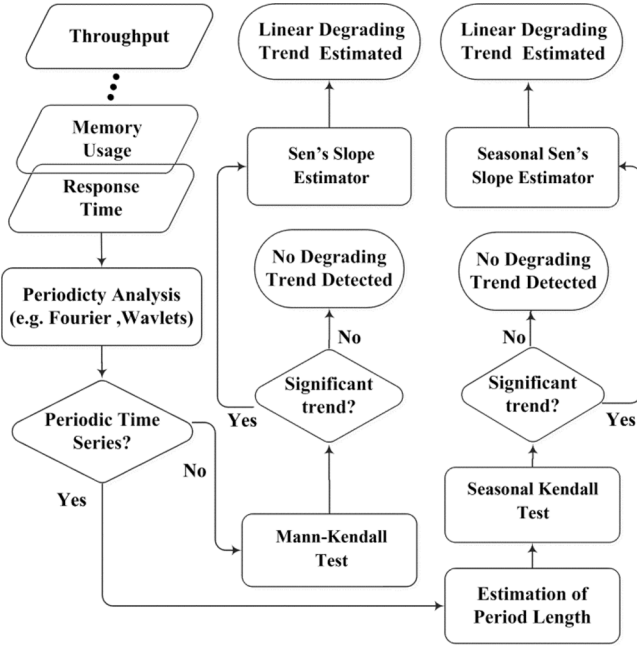 Throughput
Memory
Usage
Response
Time
Periodicty Analysis
(e.g. Fourier ,Wavlets)
Periodic Time
Series?
Yes
No
Linear Degrading
Trend Estimated
Sen's Slope
Estimator
No Degrading
Trend Detected
No
Significant
trend?
Yes
Mann-Kendall
Test
Linear Degrading
Trend Estimated
Seasonal Sen's
Slope Estimator
No Degrading
Trend Detected
No
Significant
trend?
Yes
Seasonal Kendall
Test
Estimation of
Period Length